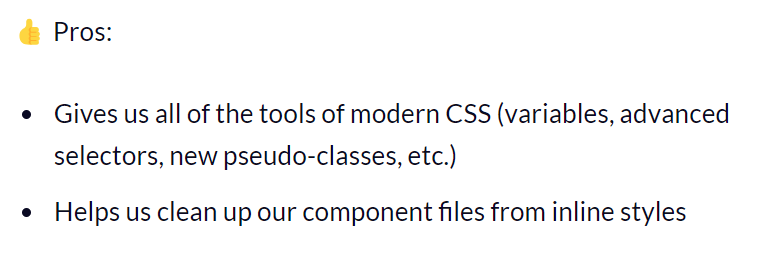 👍 Pros:
• Gives us all of the tools of modern CSS (variables, advanced
selectors, new pseudo-classes, etc.)
• Helps us clean up our component files from inline styles